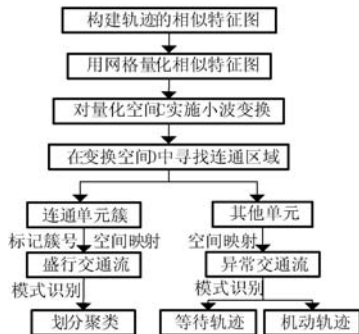 构建轨迹的相似特征图
用网格量化相似特征图
对量化空间C实施小波变换
在变换空间D中寻找连通区域
连通单元簇
其他单元
标记簇号
空间映射
空间映射
盛行交通流
异常交通流
模式识别
模式识别
划分聚类
等待轨迹
机动轨迹